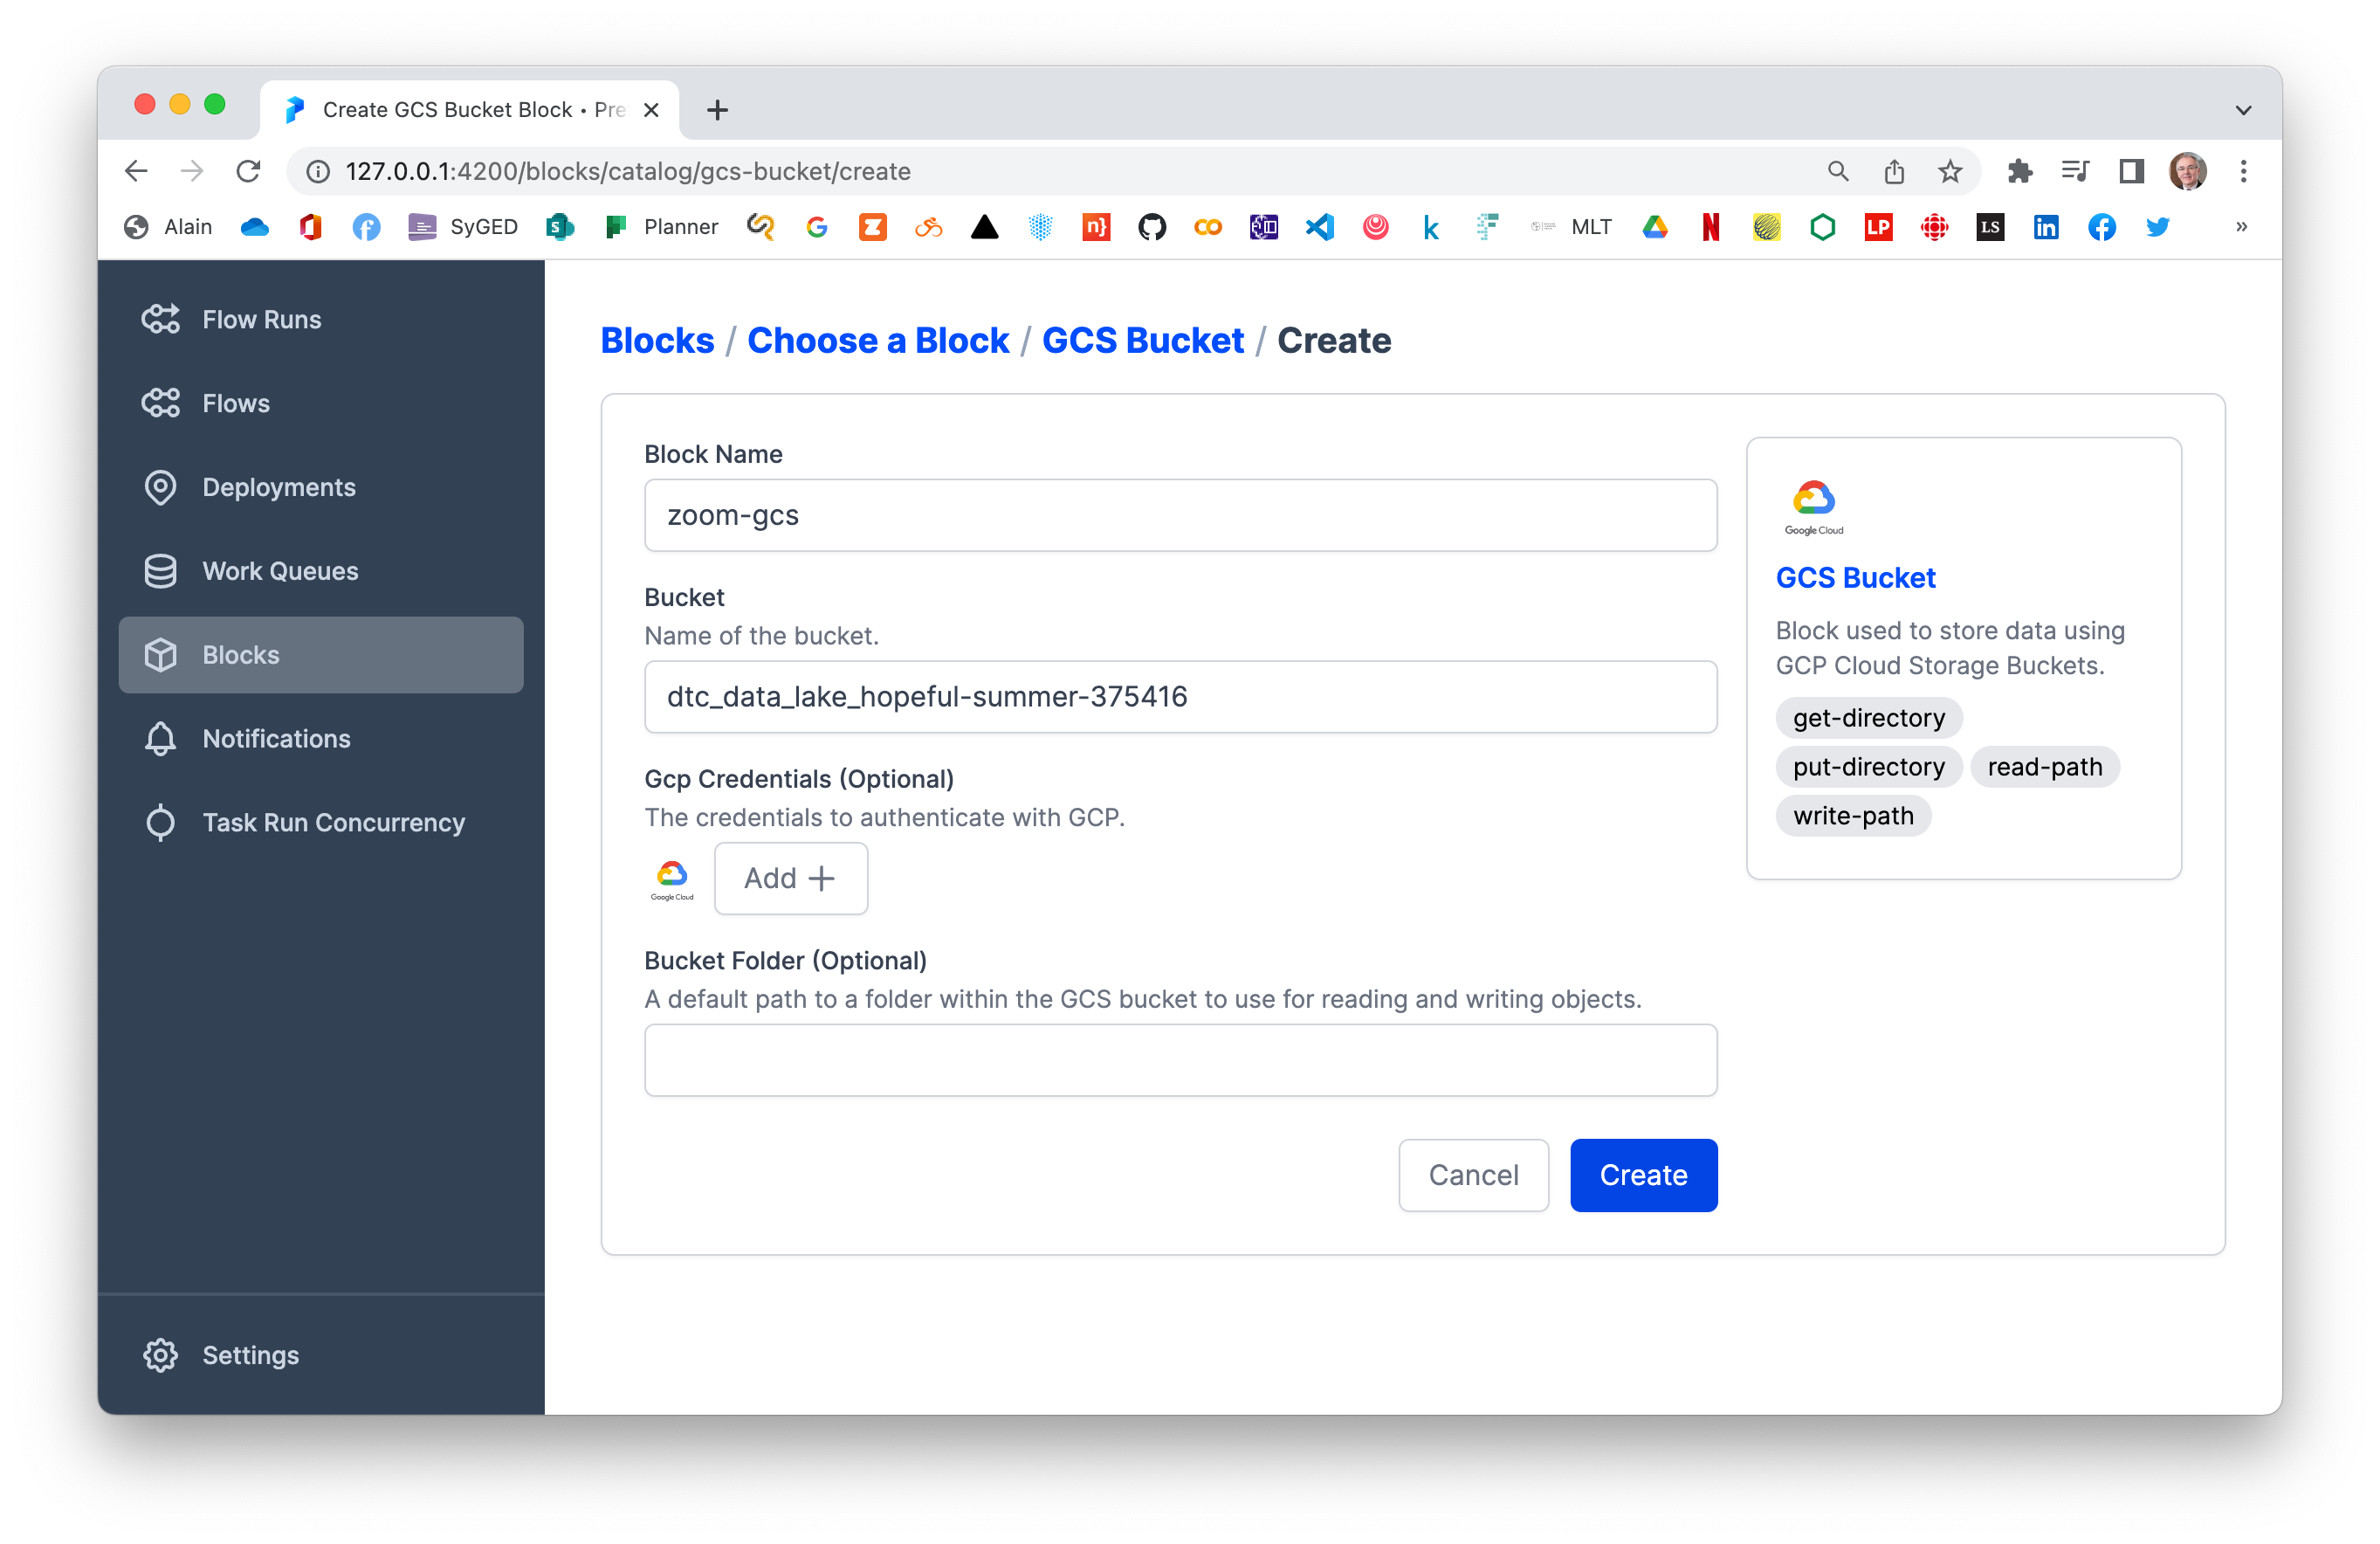 Create GCS Bucket Block • Pre
127.0.0.1:4200/blocks/catalog/gcs-bucket/create
Alain
SyGED
S
Planner
n}
CO
k
MLT
N
LP
LS
in
»
Flow Runs
Flows
Deployments
Work Queues
Blocks
Notifications
Task Run Concurrency
Settings
Blocks / Choose a Block / GCS Bucket / Create
Block Name
zoom-gcs
Bucket
Name of the bucket.
dtc_data_lake_hopeful-summer-375416
Gcp Credentials (Optional)
The credentials to authenticate with GCP.
Google Cloud
Add +
Bucket Folder (Optional)
A default path to a folder within the GCS bucket to use for reading and writing objects.
Cancel
Create
Google Cloud
GCS Bucket
Block used to store data using
GCP Cloud Storage Buckets.
get-directory
put-directory read-path
write-path